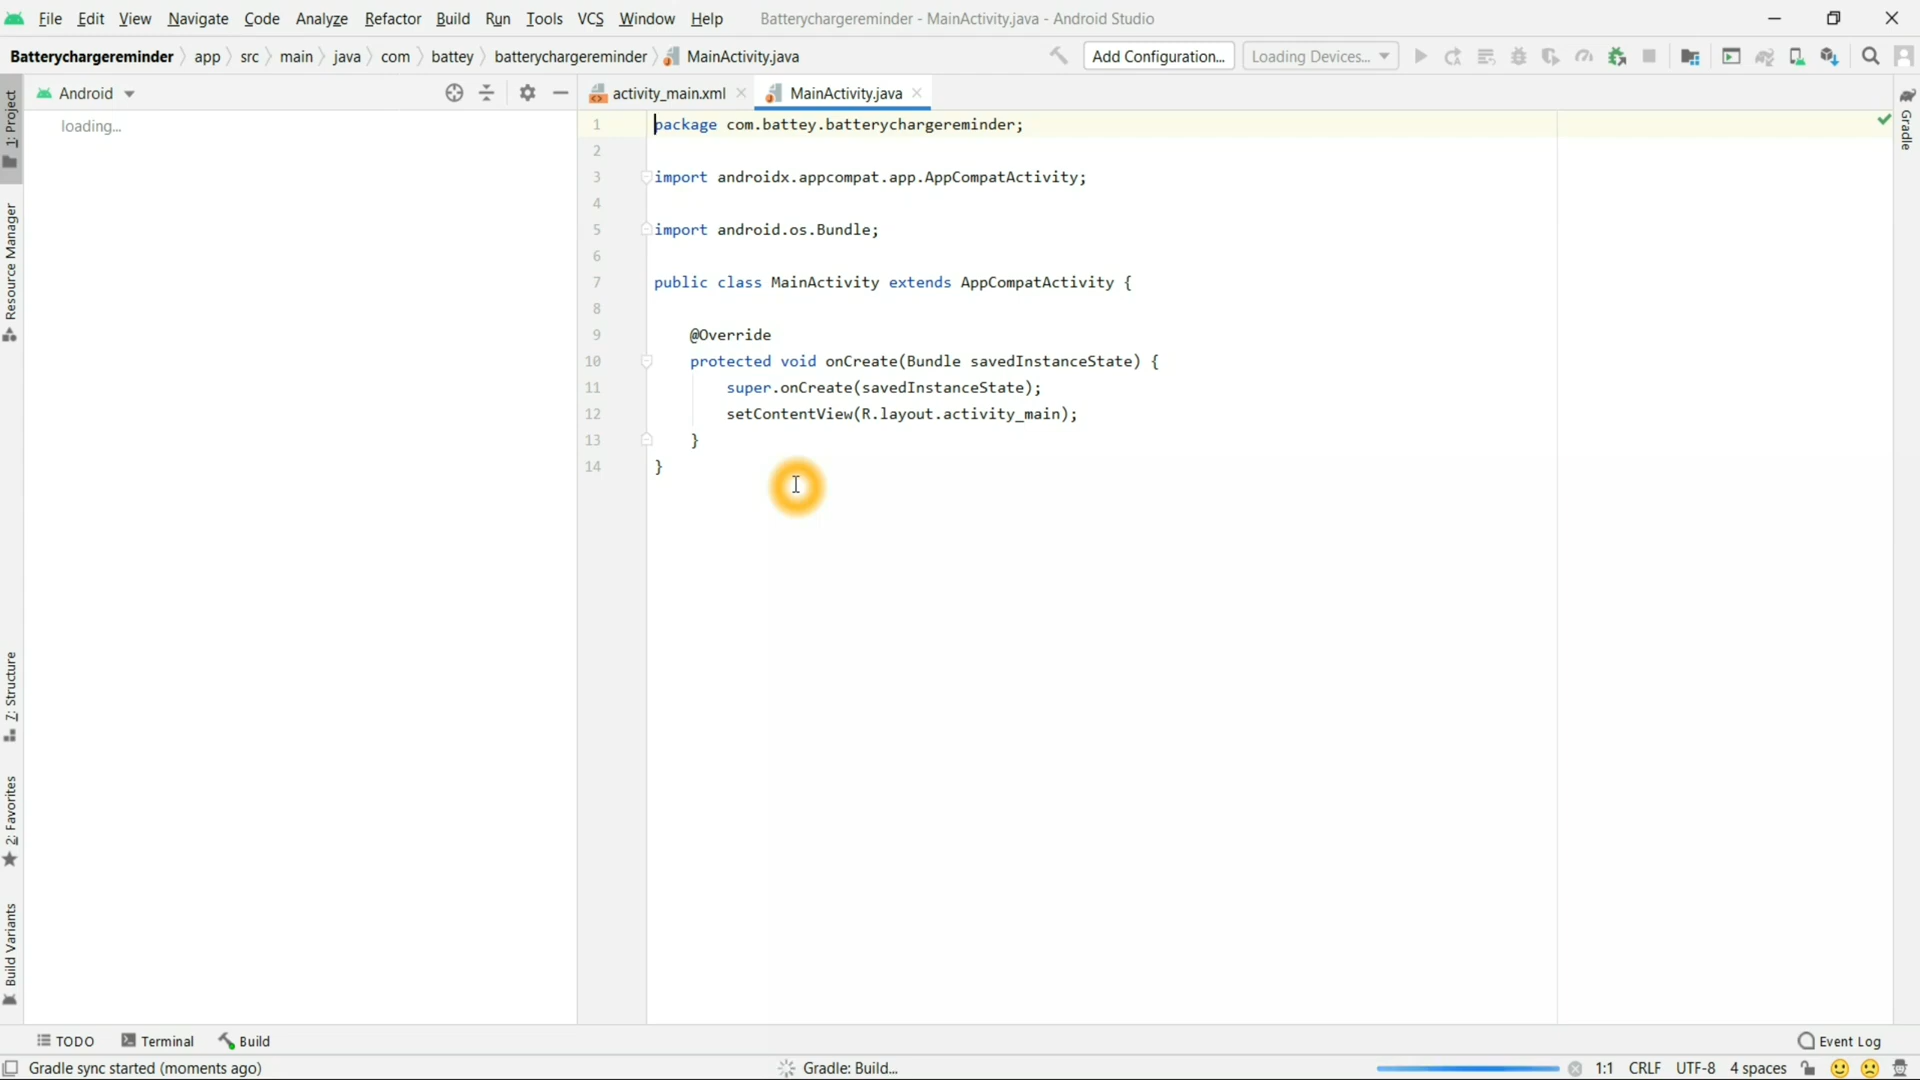 File Edit View Navigate Code Analyze Refactor Build Run Tools VCS Window Help Batterychargereminder - MainActivity.java - Android Studio
Batterychargereminder app src main java com battey batterychargereminder MainActivity.java Add Configuration... Loading Devices...
Android
activity_main.xml MainActivity.java
loading...
1: Project
Resource Manager
7: Structure
2: Favorites
Build Variants
Gradle
1 package com.battey.batterychargereminder;
2
3 import androidx.appcompat.app.AppCompatActivity;
4
5 import android.os.Bundle;
6
7 public class MainActivity extends AppCompatActivity {
8
9 @Override
10 protected void onCreate(Bundle savedInstanceState) {
11 super.onCreate(savedInstanceState);
12 setContentView(R.layout.activity_main);
13 }
14 }
TODO Terminal Build Event Log
Gradle sync started (moments ago) Gradle: Build... 1:1 CRLF UTF-8 4 spaces